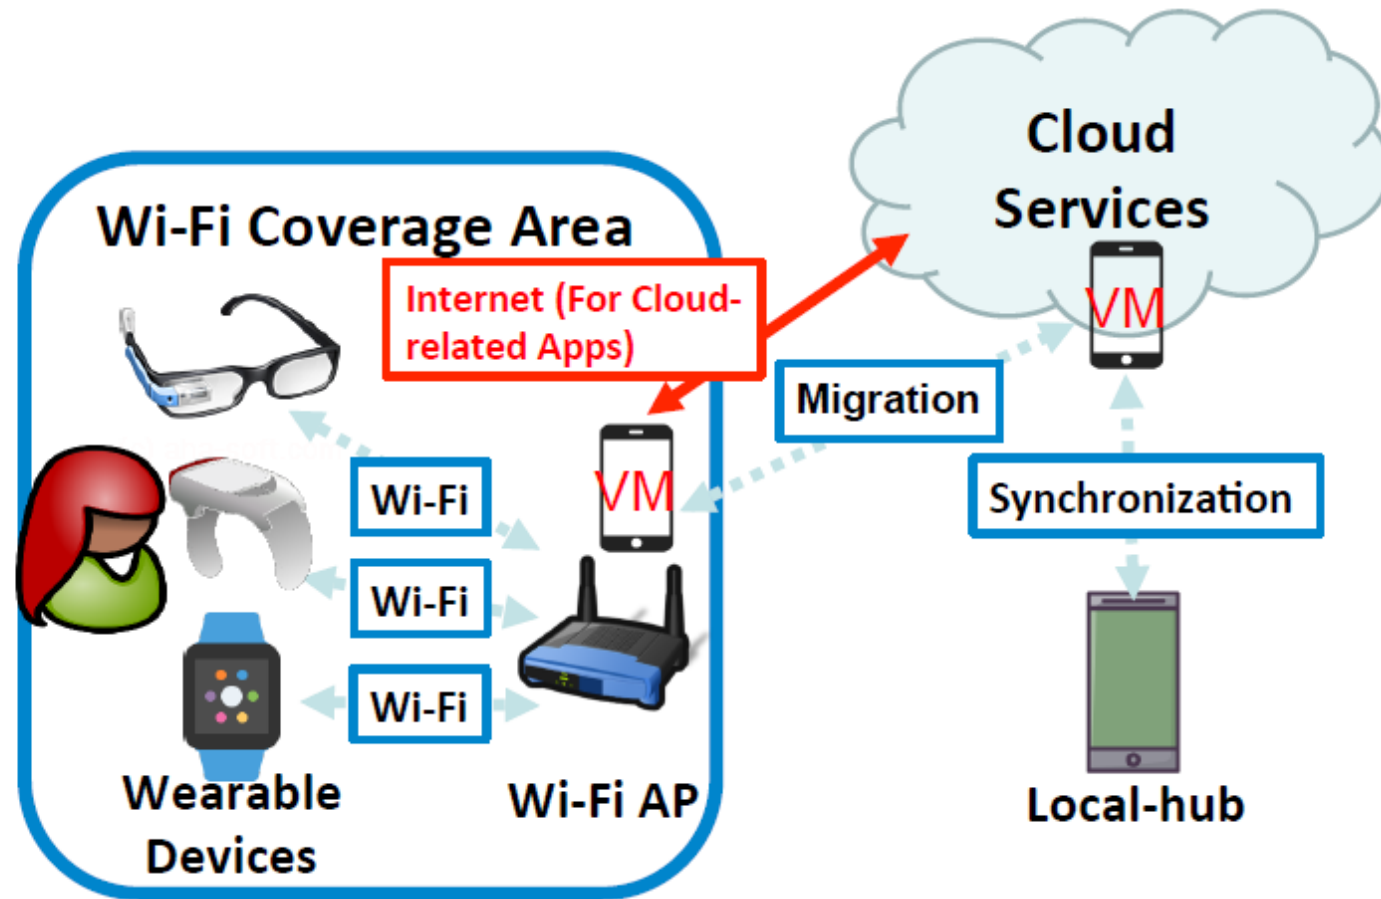 Cloud
Services
VM
Wi-Fi Coverage Area
Internet (For Cloud-
related Apps)
Migration
VM
Wi-Fi
Wi-Fi
Wi-Fi
Synchronization
Wearable
Devices
Wi-Fi AP
Local-hub